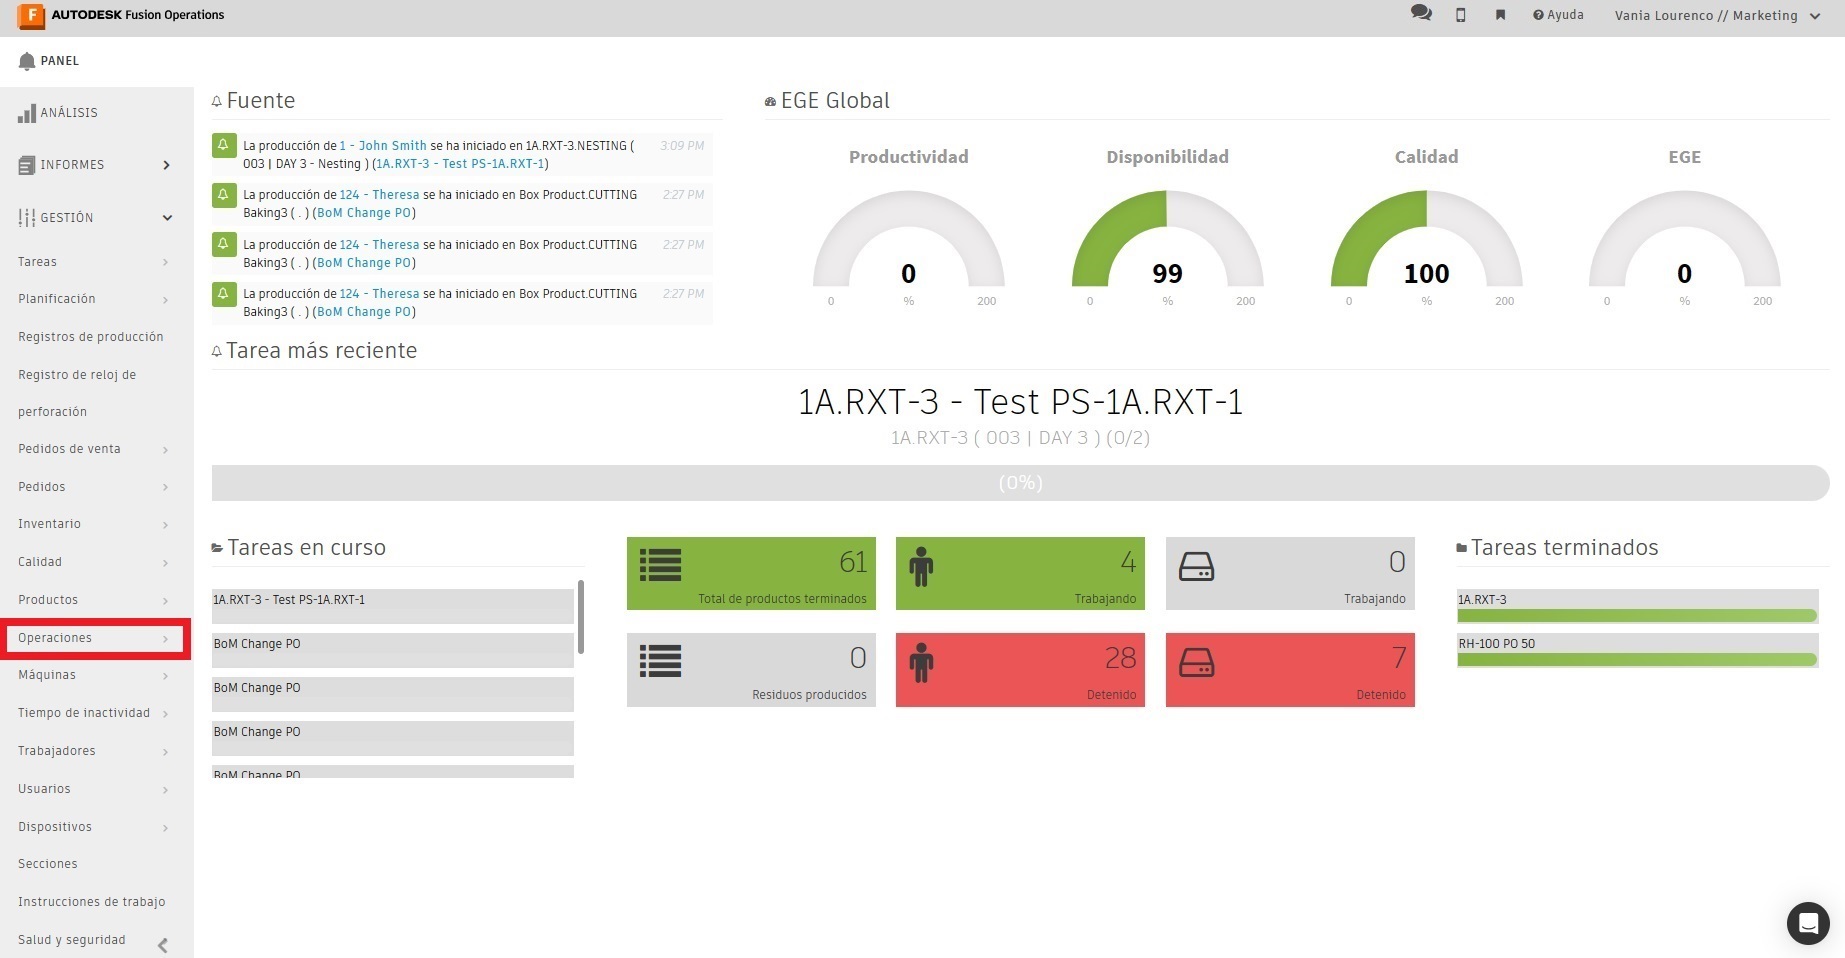 AUTODESK Fusion Operations
Ayuda
Vania Lourenco // Marketing
PANEL
ANÁLISIS
INFORMES
GESTIÓN
Tareas
Planificación
Registros de producción
Registro de reloj de
perforación
Pedidos de venta
Pedidos
Inventario
Calidad
Productos
Operaciones
Máquinas
Tiempo de inactividad
Trabajadores
Usuarios
Dispositivos
Secciones
Instrucciones de trabajo
Salud y seguridad
Fuente
La producción de 1 - John Smith se ha iniciado en 1A.RXT-3.NESTING ( 3:09 PM
003 | DAY 3 - Nesting ) (1A.RXT-3 - Test PS-1A.RXT-1)
La producción de 124 - Theresa se ha iniciado en Box Product.CUTTING 2:27 PM
Baking3 ( . ) (BoM Change PO)
La producción de 124 - Theresa se ha iniciado en Box Product.CUTTING 2:27 PM
Baking3 ( . ) (BoM Change PO)
La producción de 124 - Theresa se ha iniciado en Box Product.CUTTING 2:27 PM
Baking3 ( . ) (BoM Change PO)
EGE Global
Productividad
0
0 % 200
Disponibilidad
99
0 % 200
Calidad
100
0 % 200
EGE
0
0 % 200
Tarea más reciente
1A.RXT-3 - Test PS-1A.RXT-1
1A.RXT-3 ( 003 | DAY 3 ) (0/2)
(0%)
Tareas en curso
1A.RXT-3 - Test PS-1A.RXT-1
BoM Change PO
BoM Change PO
BoM Change PO
BoM Change PO
61
Total de productos terminados
4
Trabajando
0
Trabajando
0
Residuos producidos
28
Detenido
7
Detenido
Tareas terminados
1A.RXT-3
RH-100 PO 50